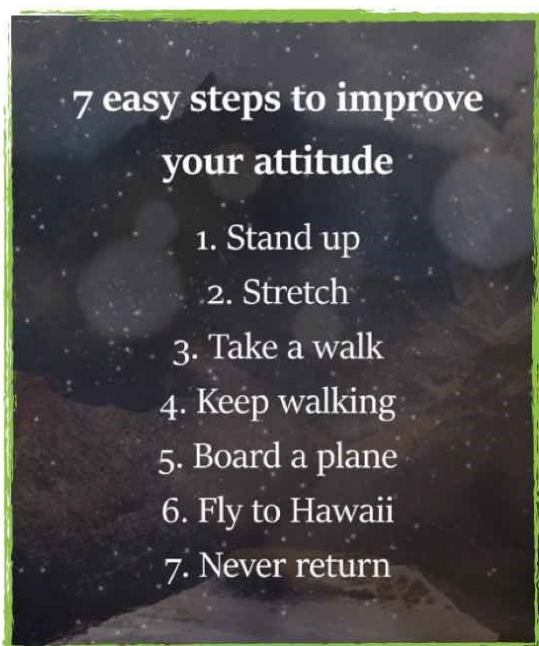 7 easy steps to improve
your attitude
1. Stand up
2. Stretch
3. Take a walk
4. Keep walking
5. Board a plane
6. Fly to Hawaii
7. Never return